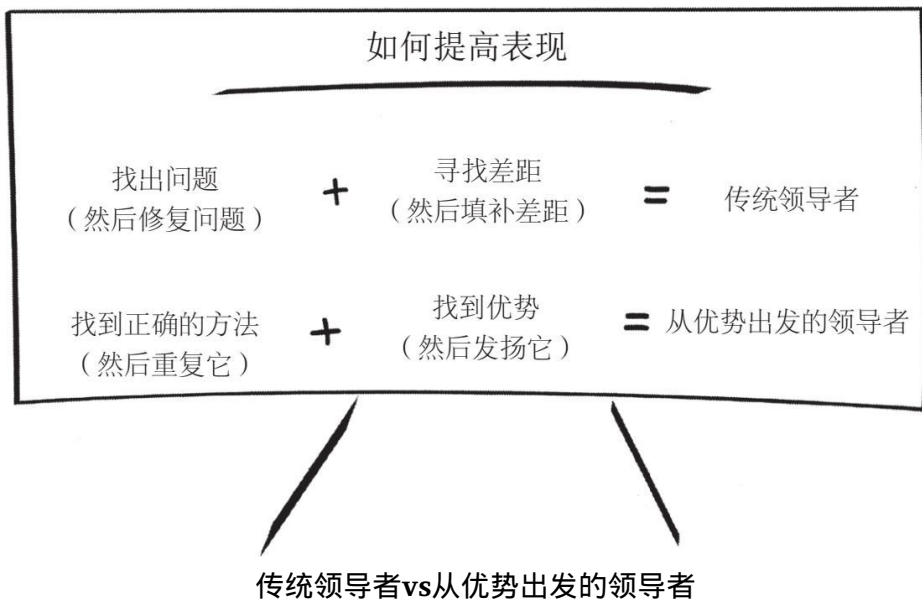 如何提高表现
找出问题
(然后修复问题)
+
寻找差距
(然后填补差距)
=
传统领导者
找到正确的方法
(然后重复它)
+
找到优势
(然后发扬它)
=
从优势出发的领导者
传统领导者vs从优势出发的领导者